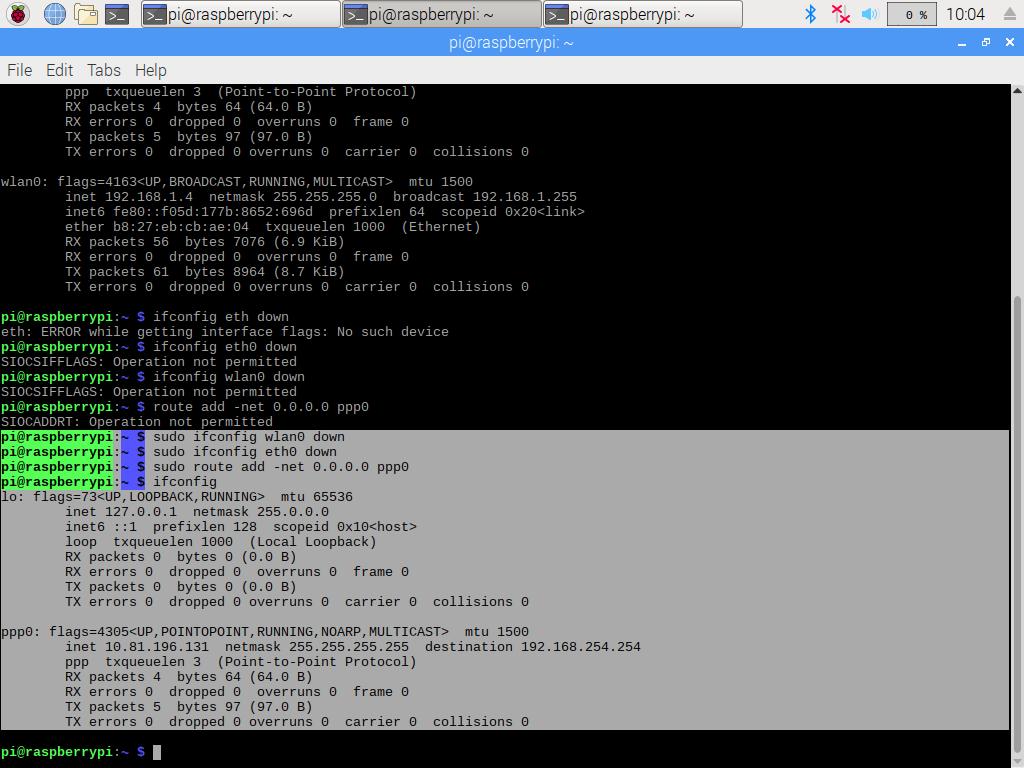 pi@raspberrypi: ~
pi@raspberrypi: ~
pi@raspberrypi: ~
0 %
10:04
pi@raspberrypi: ~
File Edit Tabs Help
ppp  txqueuelen 3  (Point-to-Point Protocol)
RX packets 4  bytes 64 (64.0 B)
RX errors 0  dropped 0  overruns 0  frame 0
TX packets 5  bytes 97 (97.0 B)
TX errors 0  dropped 0 overruns 0  carrier 0  collisions 0
wlan0: flags=4163<UP,BROADCAST,RUNNING,MULTICAST>  mtu 1500
inet 192.168.1.4  netmask 255.255.255.0  broadcast 192.168.1.255
inet6 fe80::f05d:177b:8652:696d  prefixlen 64  scopeid 0x20<link>
ether b8:27:eb:cb:ae:04  txqueuelen 1000  (Ethernet)
RX packets 56  bytes 7076 (6.9 KiB)
RX errors 0  dropped 0  overruns 0  frame 0
TX packets 61  bytes 8964 (8.7 KiB)
TX errors 0  dropped 0 overruns 0  carrier 0  collisions 0
pi@raspberrypi:~ $ ifconfig eth down
eth: ERROR while getting interface flags: No such device
pi@raspberrypi:~ $ ifconfig eth0 down
SIOCSIFFLAGS: Operation not permitted
pi@raspberrypi:~ $ ifconfig wlan0 down
SIOCSIFFLAGS: Operation not permitted
pi@raspberrypi:~ $ route add -net 0.0.0.0 ppp0
SIOCADDRT: Operation not permitted
pi@raspberrypi:~ $ sudo ifconfig wlan0 down
pi@raspberrypi:~ $ sudo ifconfig eth0 down
pi@raspberrypi:~ $ sudo route add -net 0.0.0.0 ppp0
pi@raspberrypi:~ $ ifconfig
lo: flags=73<UP,LOOPBACK,RUNNING>  mtu 65536
inet 127.0.0.1  netmask 255.0.0.0
inet6 ::1  prefixlen 128  scopeid 0x10<host>
loop  txqueuelen 1000  (Local Loopback)
RX packets 0  bytes 0 (0.0 B)
RX errors 0  dropped 0  overruns 0  frame 0
TX packets 0  bytes 0 (0.0 B)
TX errors 0  dropped 0 overruns 0  carrier 0  collisions 0
ppp0: flags=4305<UP,POINTOPOINT,RUNNING,NOARP,MULTICAST>  mtu 1500
inet 10.81.196.131  netmask 255.255.255.255  destination 192.168.254.254
ppp  txqueuelen 3  (Point-to-Point Protocol)
RX packets 4  bytes 64 (64.0 B)
RX errors 0  dropped 0  overruns 0  frame 0
TX packets 5  bytes 97 (97.0 B)
TX errors 0  dropped 0 overruns 0  carrier 0  collisions 0
pi@raspberrypi:~ $